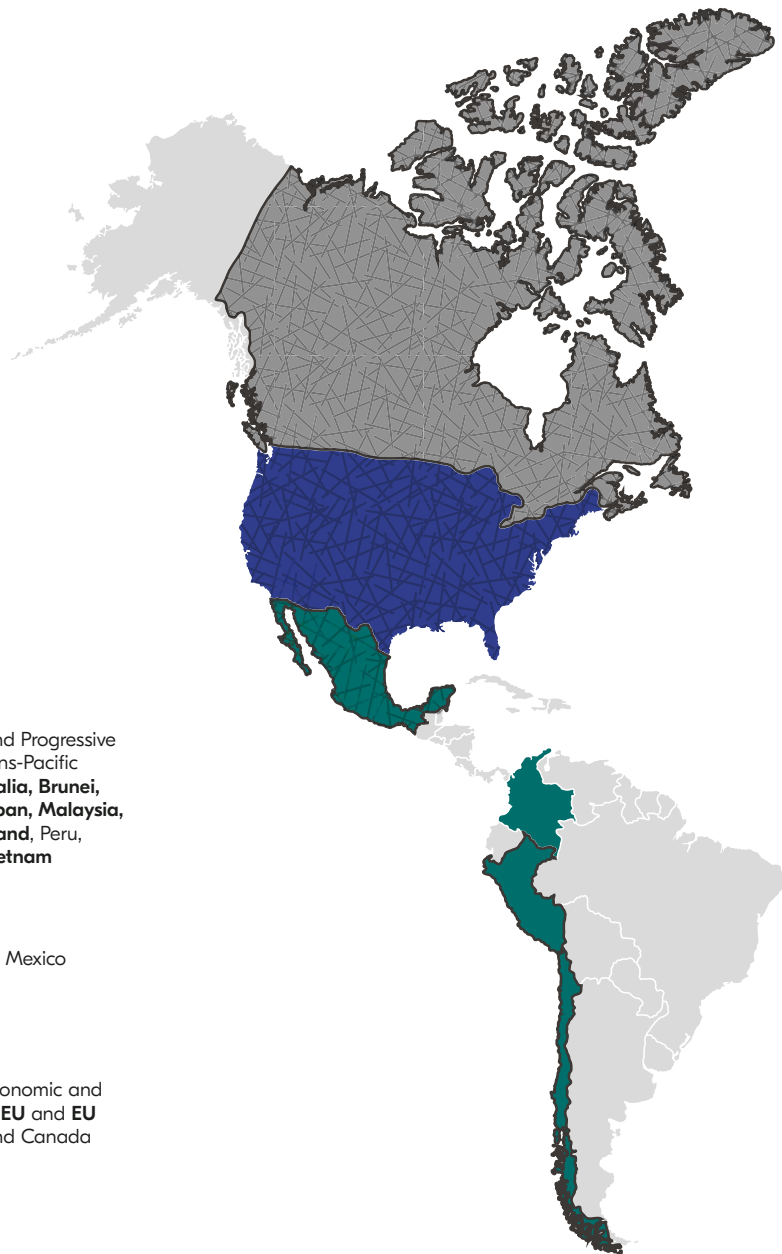 nd Progressive
ns-Pacific
alia, Brunei,
pan, Malaysia,
and, Peru,
etnam
Mexico
onomic and
EU and EU
nd Canada